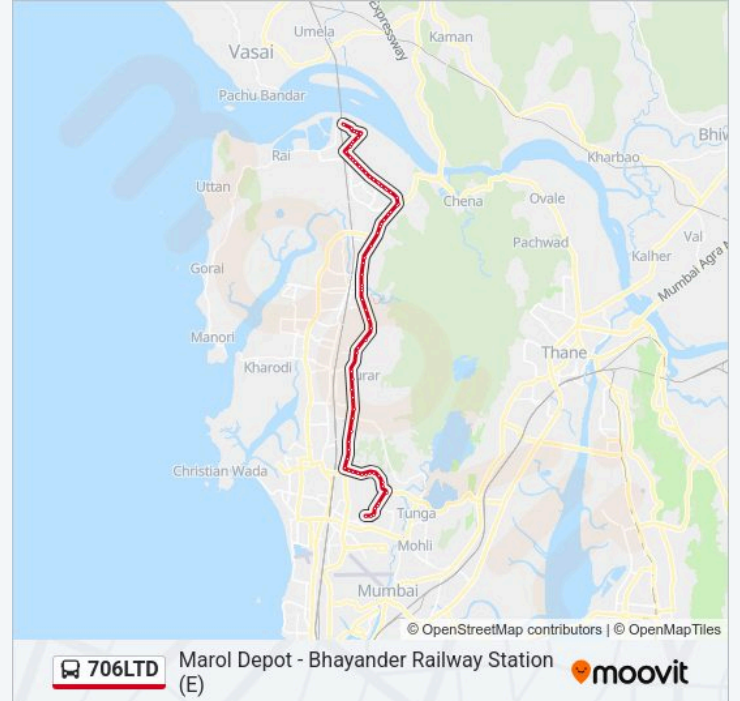 Umela
Expressway
Kaman
Vasai
Pachu Bandar
Rai
Kharbao
Uttan
Chena
Ovale
Pachwad
Val
Kalher
Gorai
Mumbai Agra
Manori
Kharodi
Thane
urar
Christian Wada
Tunga
Mohli
Mumbai
© OpenStreetMap contributors | © OpenMapTiles
706LTD
Marol Depot - Bhayander Railway Station
(E)
moovit